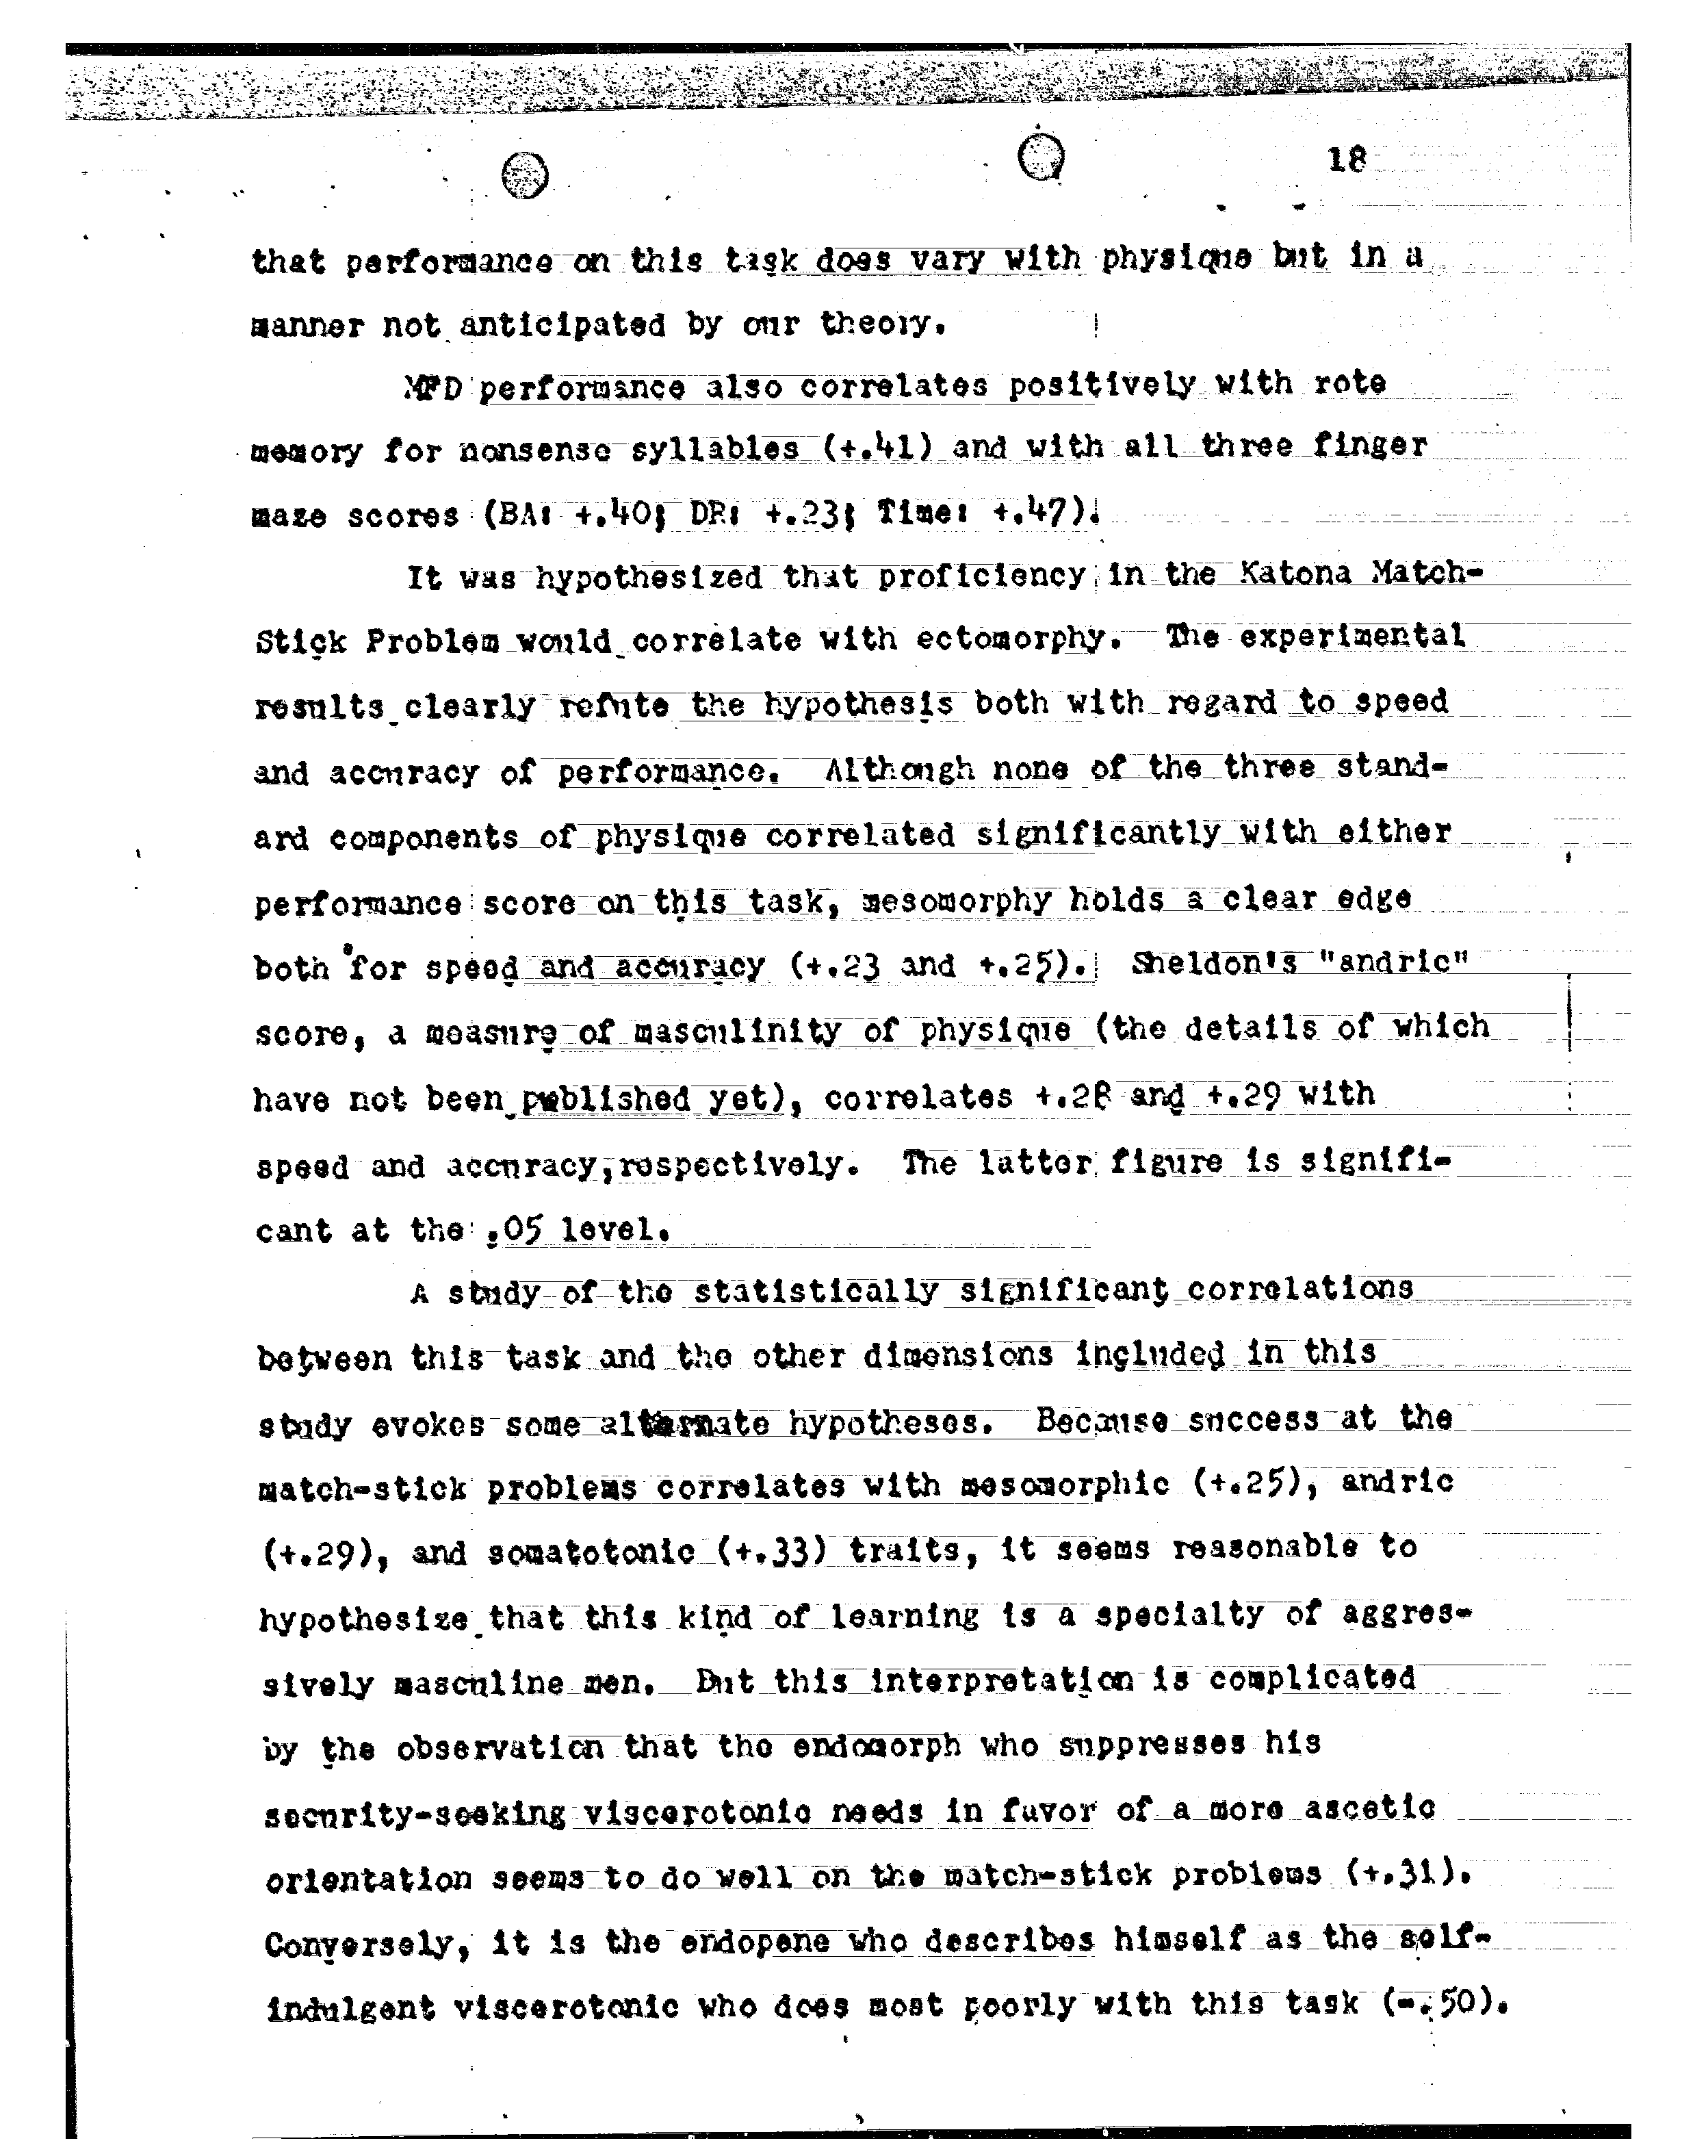 18
that performance on this task does vary with physique but in a
manner not anticipated by our theory.
MFD performance also correlates positively with rote
memory for nonsense syllables (+.41) and with all three finger
maze scores (BA: +.40; DR: +.23; Time: +.47).
It was hypothesized that proficiency in the Katona Match-
Stick Problem would correlate with ectomorphy. The experimental
results clearly refute the hypothesis both with regard to speed
and accuracy of performance. Although none of the three stand-
ard components of physique correlated significantly with either
performance score on this task, mesomorphy holds a clear edge
both for speed and accuracy (+.23 and +.25). Sheldon's "andric"
score, a measure of masculinity of physique (the details of which
have not been published yet), correlates +.28 and +.29 with
speed and accuracy, respectively. The latter figure is signifi-
cant at the .05 level.
A study of the statistically significant correlations
between this task and the other dimensions included in this
study evokes some alternate hypotheses. Because success at the
match-stick problems correlates with mesomorphic (+.25), andric
(+.29), and somatotonic (+.33) traits, it seems reasonable to
hypothesize that this kind of learning is a specialty of aggres-
sively masculine men. But this interpretation is complicated
by the observation that the endomorph who suppresses his
security-seeking viscerotonic needs in favor of a more ascetic
orientation seems to do well on the match-stick problems (+.31).
Conversely, it is the endopene who describes himself as the self-
indulgent viscerotonic who does most poorly with this task (-.50).